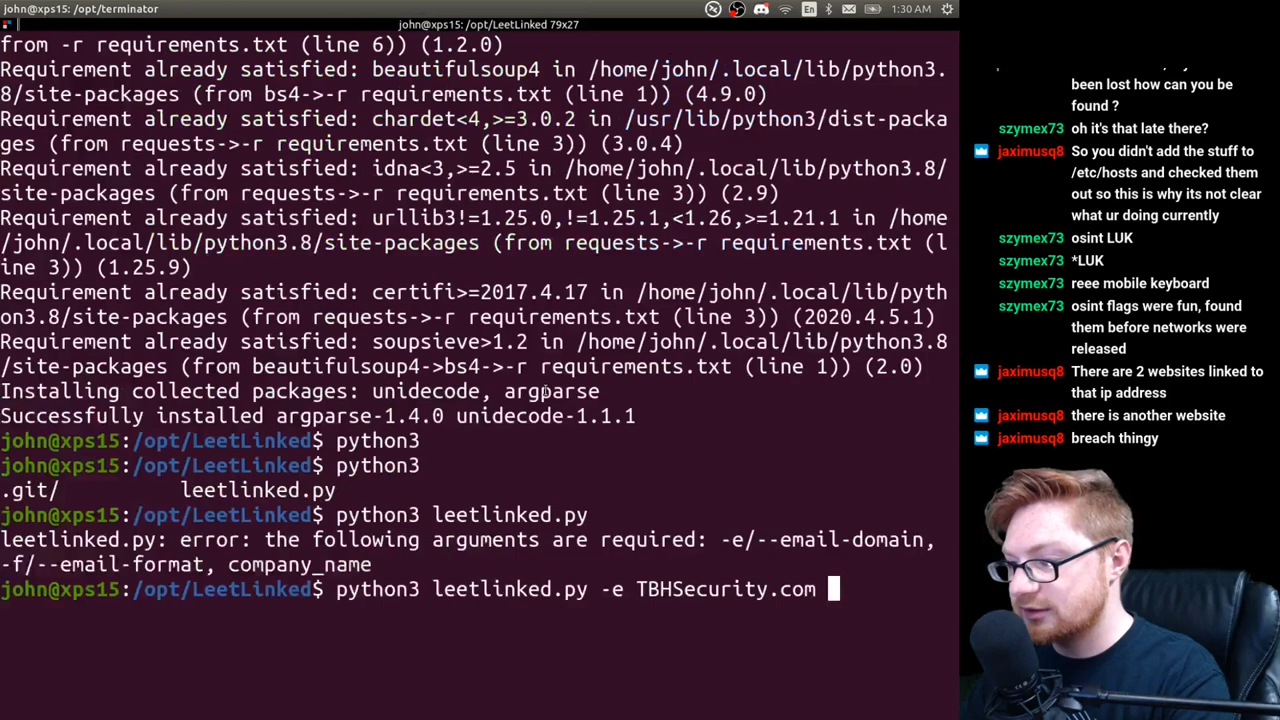 john@xps15: /opt/terminator
En
1:30 AM
john@xps15: /opt/LeetLinked 79x27
from -r requirements.txt (line 6)) (1.2.0)
Requirement already satisfied: beautifulsoup4 in /home/john/.local/lib/python3.
8/site-packages (from bs4->-r requirements.txt (line 1)) (4.9.0)
Requirement already satisfied: chardet<4,>=3.0.2 in /usr/lib/python3/dist-packa
ges (from requests->-r requirements.txt (line 3)) (3.0.4)
Requirement already satisfied: idna<3,>=2.5 in /home/john/.local/lib/python3.8/
site-packages (from requests->-r requirements.txt (line 3)) (2.9)
Requirement already satisfied: urllib3!=1.25.0,!=1.25.1,<1.26,>=1.21.1 in /home
/john/.local/lib/python3.8/site-packages (from requests->-r requirements.txt (l
ine 3)) (1.25.9)
Requirement already satisfied: certifi>=2017.4.17 in /home/john/.local/lib/pyth
on3.8/site-packages (from requests->-r requirements.txt (line 3)) (2020.4.5.1)
Requirement already satisfied: soupsieve>1.2 in /home/john/.local/lib/python3.8
/site-packages (from beautifulsoup4->bs4->-r requirements.txt (line 1)) (2.0)
Installing collected packages: unidecode, argparse
Successfully installed argparse-1.4.0 unidecode-1.1.1
john@xps15:/opt/LeetLinked$ python3
john@xps15:/opt/LeetLinked$ python3
.git/ leetlinked.py
john@xps15:/opt/LeetLinked$ python3 leetlinked.py
leetlinked.py: error: the following arguments are required: -e/--email-domain,
-f/--email-format, company_name
john@xps15:/opt/LeetLinked$ python3 leetlinked.py -e TBHSecurity.com
been lost how can you be
found ?
szymex73 oh it's that late there?
jaximusq8 So you didn't add the stuff to
/etc/hosts and checked them
out so this is why its not clear
what ur doing currently
szymex73 osint LUK
szymex73 *LUK
szymex73 reee mobile keyboard
szymex73 osint flags were fun, found
them before networks were
released
jaximusq8 There are 2 websites linked to
that ip address
jaximusq8 there is another website
jaximusq8 breach thingy